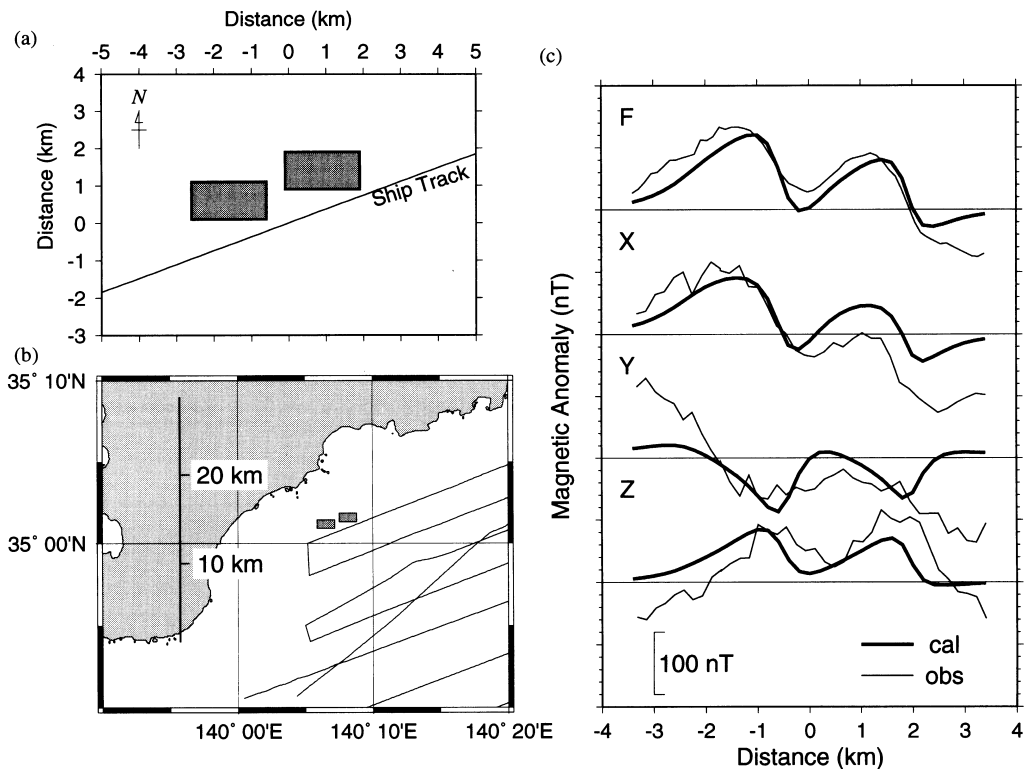 (a)
Distance (km)
-5 -4 -3 -2 -1 0 1 2 3 4 5
4
3
2
1
0
-1
-2
-3
Distance (km)
N
Ship Track
(b)
35° 10'N
35° 00'N
20 km
10 km
140° 00'E 140° 10'E 140° 20'E
(c)
Magnetic Anomaly (nT)
F
X
Y
Z
100 nT
cal
obs
-4 -3 -2 -1 0 1 2 3 4
Distance (km)